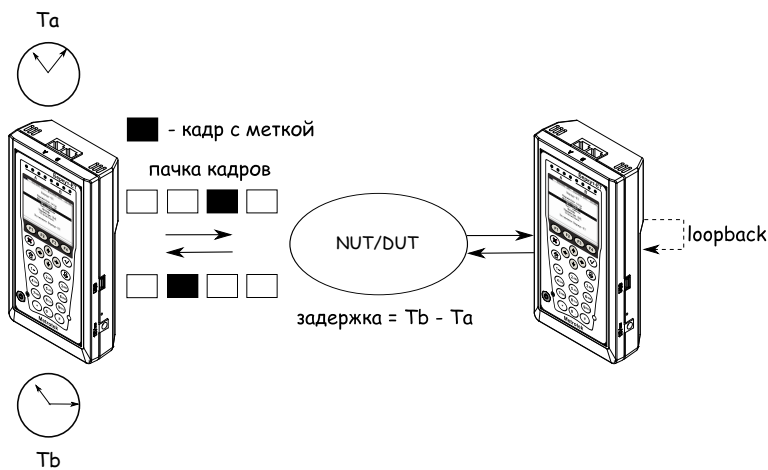 Ta
- кадр с меткой
пачка кадров
NUT/DUT
loopback
задержка = Tb - Ta
Tb